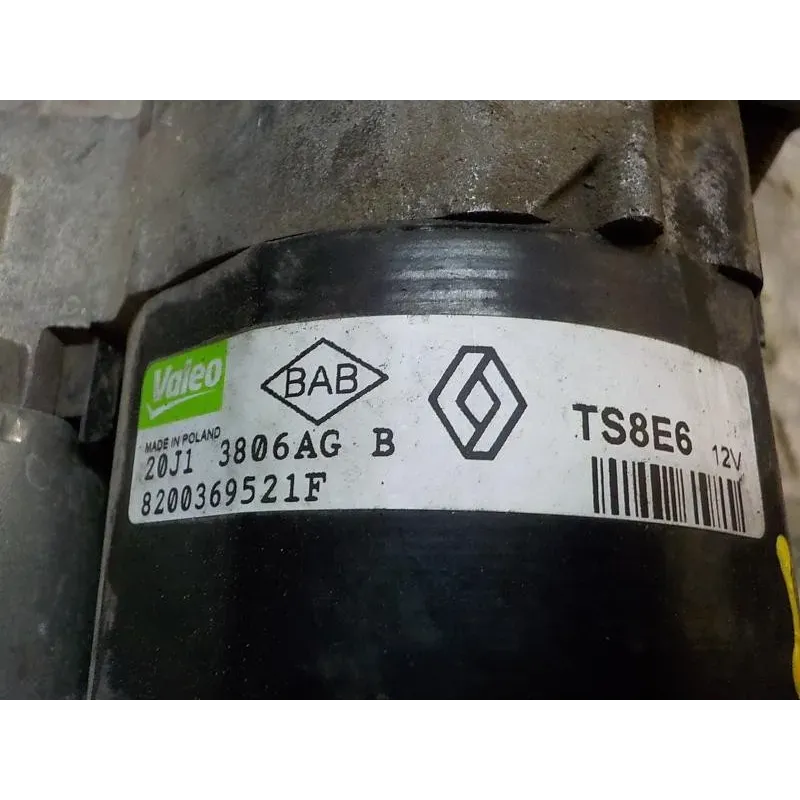 Valeo
BAB
MADE IN POLAND
20J1 3806AG B
8200369521F
TS8E6 12V